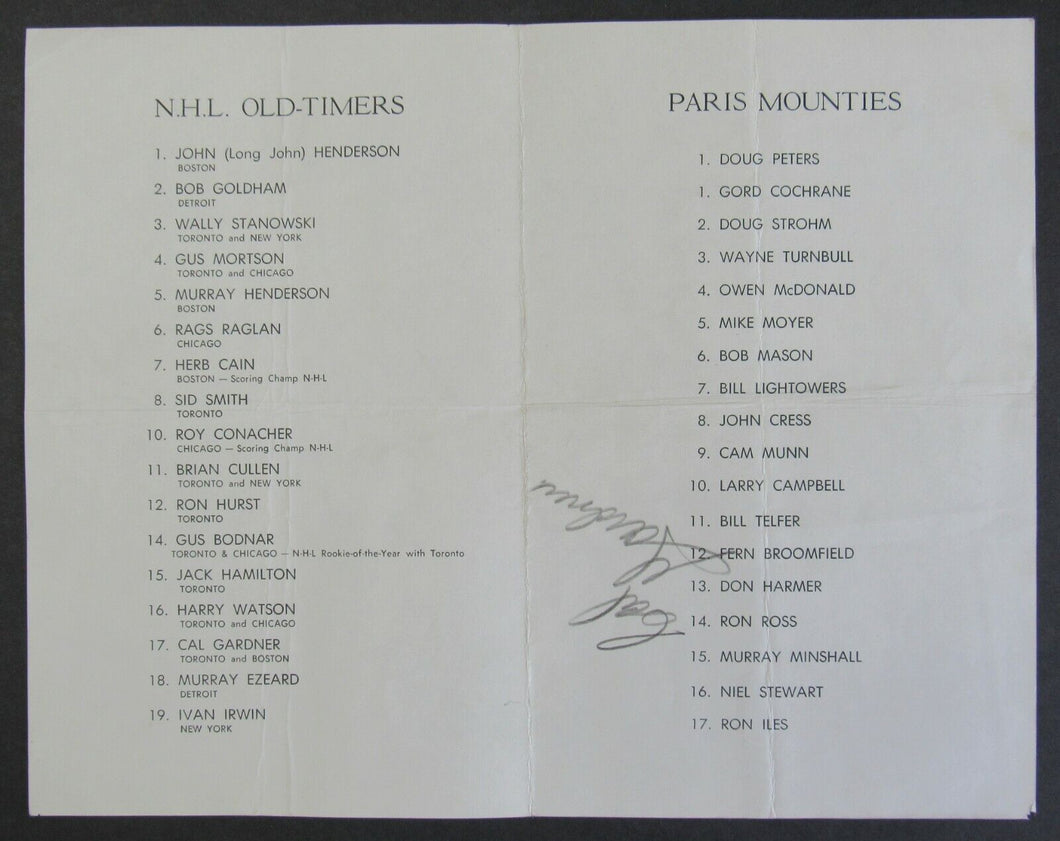 N.H.L. OLD-TIMERS
1. JOHN (Long John) HENDERSON
BOSTON
2. BOB GOLDHAM
DETROIT
3. WALLY STANOWSKI
TORONTO and NEW YORK
4. GUS MORTSON
TORONTO and CHICAGO
5. MURRAY HENDERSON
BOSTON
6. RAGS RAGLAN
CHICAGO
7. HERB CAIN
BOSTON — Scoring Champ N-H-L
8. SID SMITH
TORONTO
10. ROY CONACHER
CHICAGO — Scoring Champ N-H-L
11. BRIAN CULLEN
TORONTO and NEW YORK
12. RON HURST
TORONTO
14. GUS BODNAR
TORONTO & CHICAGO — N-H-L Rookie-of-the-Year with Toronto
15. JACK HAMILTON
TORONTO
16. HARRY WATSON
TORONTO and CHICAGO
17. CAL GARDNER
TORONTO and BOSTON
18. MURRAY EZEARD
DETROIT
19. IVAN IRWIN
NEW YORK
PARIS MOUNTIES
1. DOUG PETERS
1. GORD COCHRANE
2. DOUG STROHM
3. WAYNE TURNBULL
4. OWEN McDONALD
5. MIKE MOYER
6. BOB MASON
7. BILL LIGHTOWERS
8. JOHN CRESS
9. CAM MUNN
10. LARRY CAMPBELL
11. BILL TELFER
12. FERN BROOMFIELD
13. DON HARMER
14. RON ROSS
15. MURRAY MINSHALL
16. NIEL STEWART
17. RON ILES
Cal Gardner